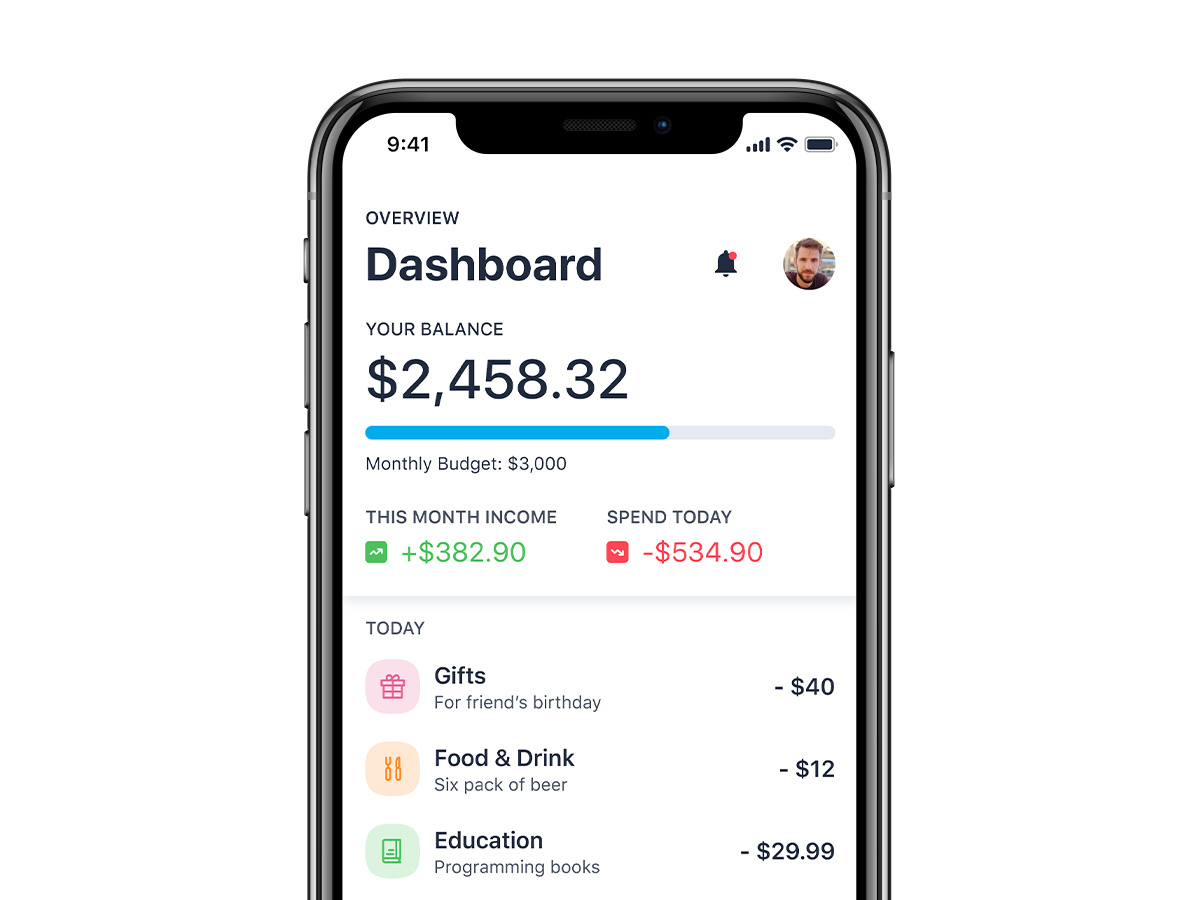 9:41
OVERVIEW
Dashboard
YOUR BALANCE
$2,458.32
Monthly Budget: $3,000
THIS MONTH INCOME
SPEND TODAY
+$382.90
-$534.90
TODAY
Gifts
For friend’s birthday
- $40
Food & Drink
Six pack of beer
- $12
Education
Programming books
- $29.99